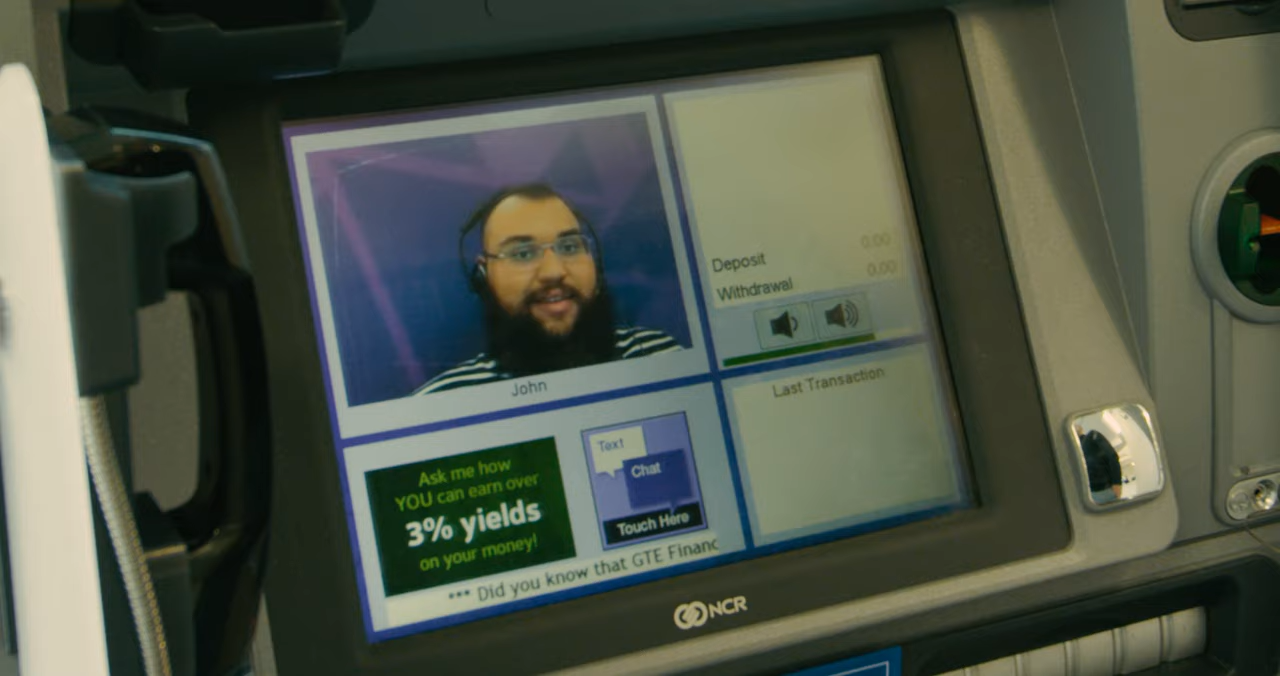 John
Deposit
0.00
Withdrawal
0.00
Last Transaction
Ask me how
YOU can earn over
3% yields
on your money!
Text
Chat
Touch Here
*** Did you know that GTE Financ
NCR